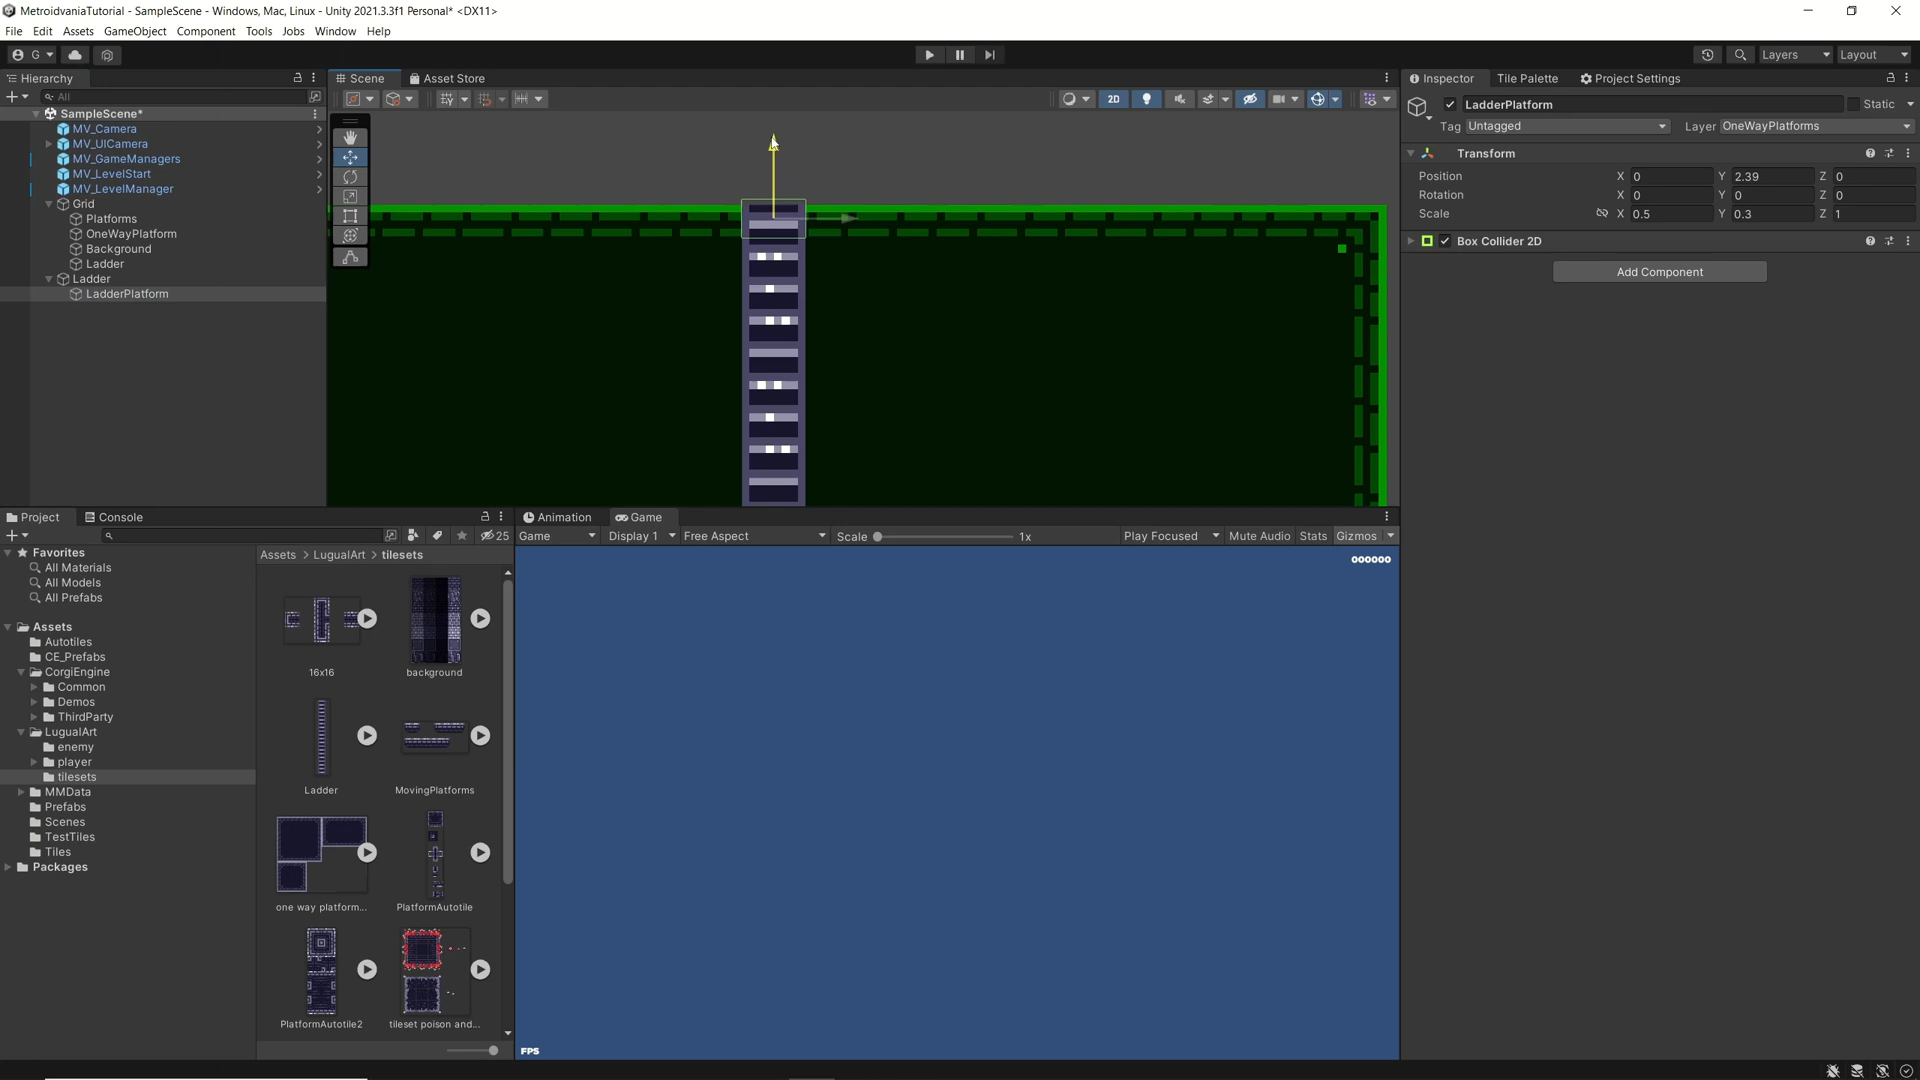 MetroidvaniaTutorial - SampleScene - Windows, Mac, Linux - Unity 2021.3.3f1 Personal* <DX11>
File Edit Assets GameObject Component Tools Jobs Window Help
G Layers Layout
Hierarchy
All
SampleScene*
MV_Camera
MV_UICamera
MV_GameManagers
MV_LevelStart
MV_LevelManager
Grid
Platforms
OneWayPlatforms
Background
Ladder
Ladder
LadderPlatform
Scene Asset Store
2D
Inspector Tile Palette Project Settings
LadderPlatform Static
Tag Untagged Layer OneWayPlatforms
Transform
Position X 0 Y 2.39 Z 0
Rotation X 0 Y 0 Z 0
Scale X 0.5 Y 0.3 Z 1
Box Collider 2D
Add Component
Project Console
25
Favorites
All Materials
All Models
All Prefabs
Assets
Autotiles
CE_Prefabs
CorgiEngine
Common
Demos
ThirdParty
LugualArt
enemy
player
tilesets
MMData
Prefabs
Scenes
TestTiles
Tiles
Packages
Assets > LugualArt > tilesets
16x16 background
Ladder MovingPlatforms
one way platform... PlatformAutotile
PlatformAutotile2 tileset poison and...
Animation Game
Game Display 1 Free Aspect Scale 1x Play Focused Mute Audio Stats Gizmos
000000
FPS